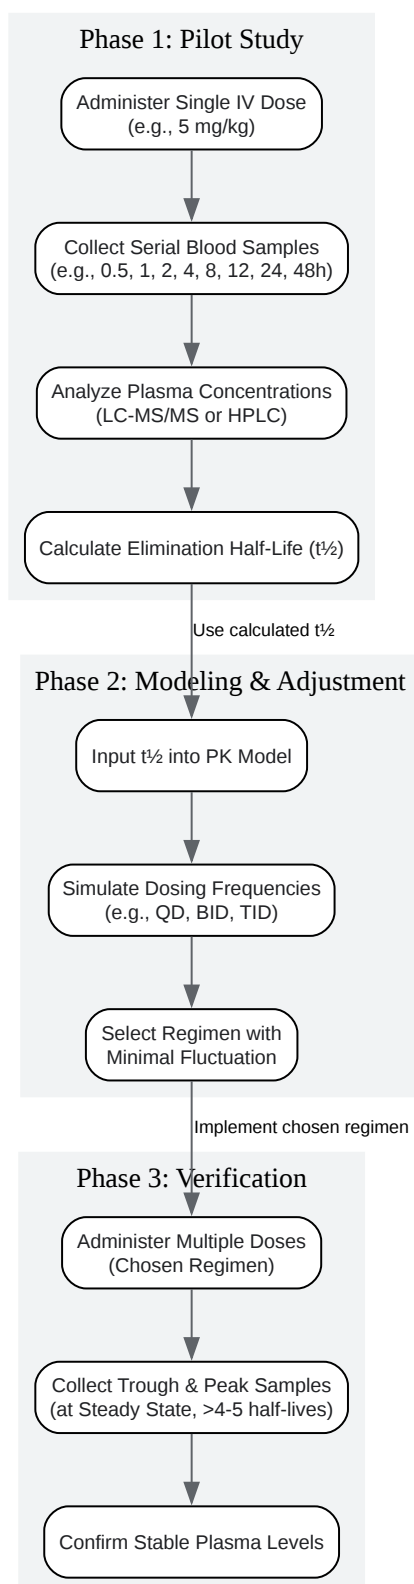 Phase 1: Pilot Study
Administer Single IV Dose
(e.g., 5 mg/kg)
Collect Serial Blood Samples
(e.g., 0.5, 1, 2, 4, 8, 12, 24, 48h)
Analyze Plasma Concentrations
(LC-MS/MS or HPLC)
Calculate Elimination Half-Life (t½)
Use calculated t½
Phase 2: Modeling & Adjustment
Input t½ into PK Model
Simulate Dosing Frequencies
(e.g., QD, BID, TID)
Select Regimen with
Minimal Fluctuation
Implement chosen regimen
Phase 3: Verification
Administer Multiple Doses
(Chosen Regimen)
Collect Trough & Peak Samples
(at Steady State, >4-5 half-lives)
Confirm Stable Plasma Levels